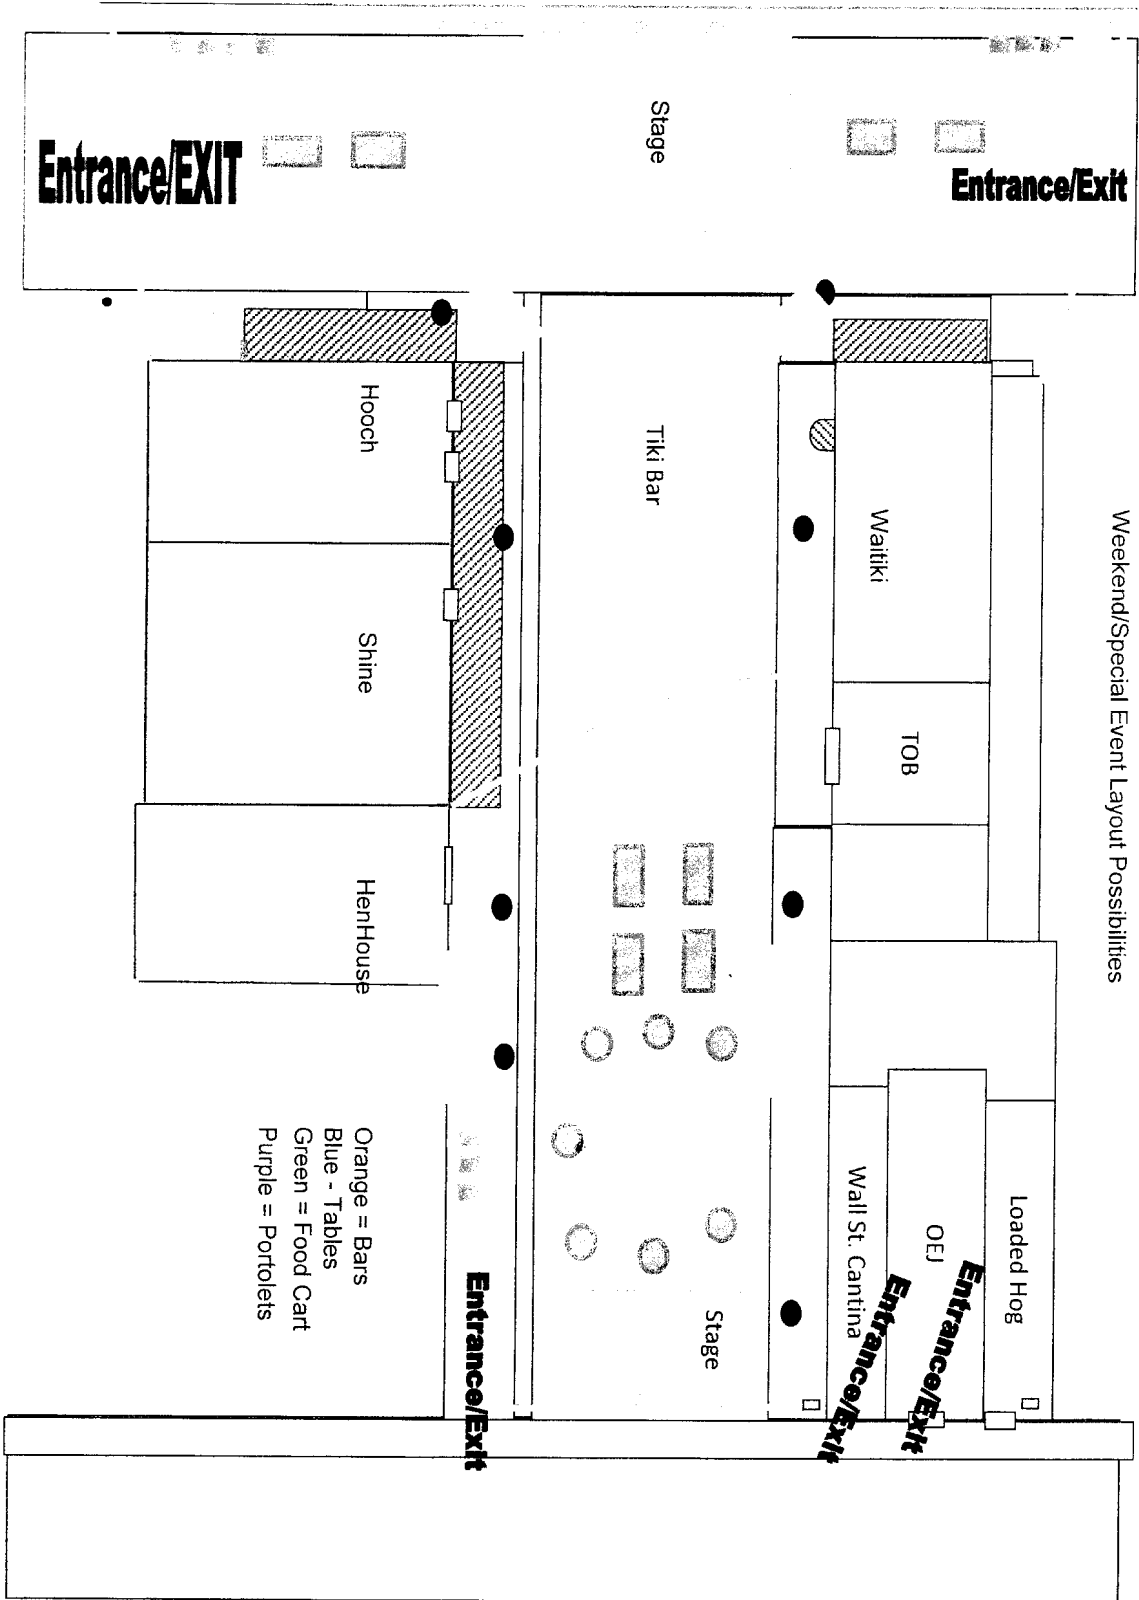 Weekend/Special Event Layout Possibilities
Entrance/EXIT
Stage
Entrance/Exit
Hooch
Tiki Bar
Waitiki
Shine
TOB
HenHouse
Orange = Bars
Blue - Tables
Green = Food Cart
Purple = Portolets
Wall St. Cantina
OEJ
Loaded Hog
Stage
Entrance/Exit
Entrance/Exit
Entrance/Exit